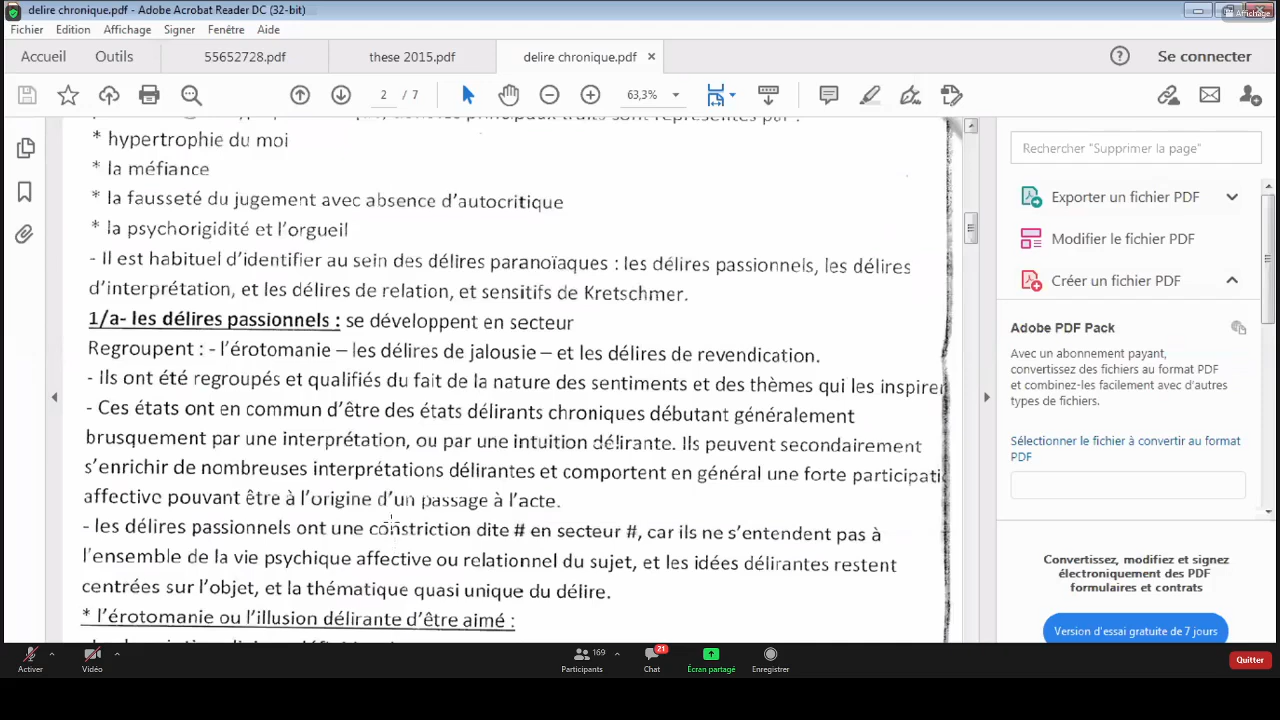 delire chronique.pdf - Adobe Acrobat Reader DC (32-bit)
Affichage
Fichier Edition Affichage Signer Fenêtre Aide
Accueil Outils 55652728.pdf these 2015.pdf delire chronique.pdf × Se connecter
2 / 7 63,3%
sont représentés par :
* hypertrophie du moi
* la méfiance
* la fausseté du jugement avec absence d'autocritique
* la psychorigidité et l'orgueil
- Il est habituel d'identifier au sein des délires paranoïaques : les délires passionnels, les délires
d'interprétation, et les délires de relation, et sensitifs de Kretschmer.
1/a- les délires passionnels : se développent en secteur
Regroupent : - l'érotomanie – les délires de jalousie – et les délires de revendication.
- Ils ont été regroupés et qualifiés du fait de la nature des sentiments et des thèmes qui les inspirer
- Ces états ont en commun d'être des états délirants chroniques débutant généralement
brusquement par une interprétation, ou par une intuition délirante. Ils peuvent secondairement
s'enrichir de nombreuses interprétations délirantes et comportent en général une forte participati
affective pouvant être à l'origine d'un passage à l'acte.
- les délires passionnels ont une constriction dite # en secteur #, car ils ne s'entendent pas à
l'ensemble de la vie psychique affective ou relationnel du sujet, et les idées délirantes restent
centrées sur l'objet, et la thématique quasi unique du délire.
* l'érotomanie ou l'illusion délirante d'être aimé :
Rechercher "Supprimer la page"
Exporter un fichier PDF
Modifier le fichier PDF
Créer un fichier PDF
Adobe PDF Pack
Avec un abonnement payant,
convertissez des fichiers au format PDF
et combinez-les facilement avec d'autres
types de fichiers.
Sélectionner le fichier à convertir au format
PDF
Convertissez, modifiez et signez
électroniquement des PDF
formulaires et contrats
Version d'essai gratuite de 7 jours
Activer Vidéo Participants 169 Chat 21 Écran partagé Enregistrer Quitter